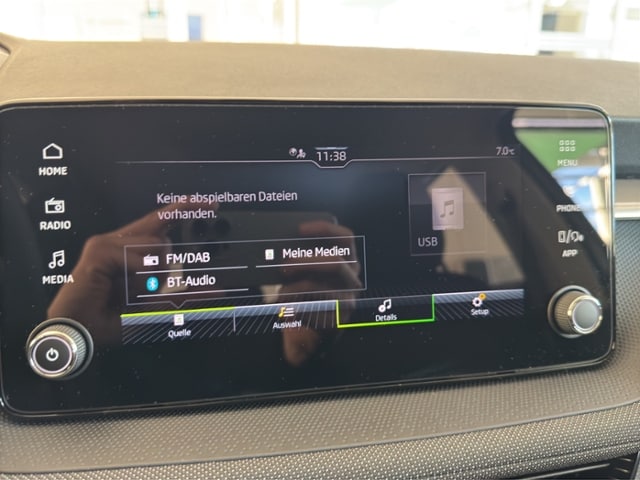 11:38
7.0°C
HOME
MENU
Keine abspielbaren Dateien
vorhanden.
RADIO
PHONE
USB
MEDIA
FM/DAB
Meine Medien
APP
BT-Audio
Quelle
Auswahl
Details
Setup